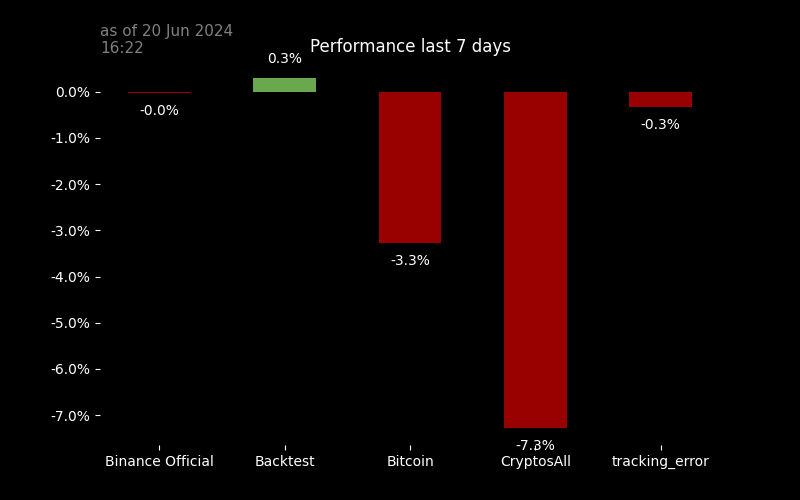 as of 20 Jun 2024
16:22
Performance last 7 days
0.3%
0.0%
-0.0%
-0.3%
-1.0%
-2.0%
-3.0%
-3.3%
-4.0%
-5.0%
-6.0%
-7.0%
-7.3%
Binance Official
Backtest
Bitcoin
CryptosAll
tracking_error